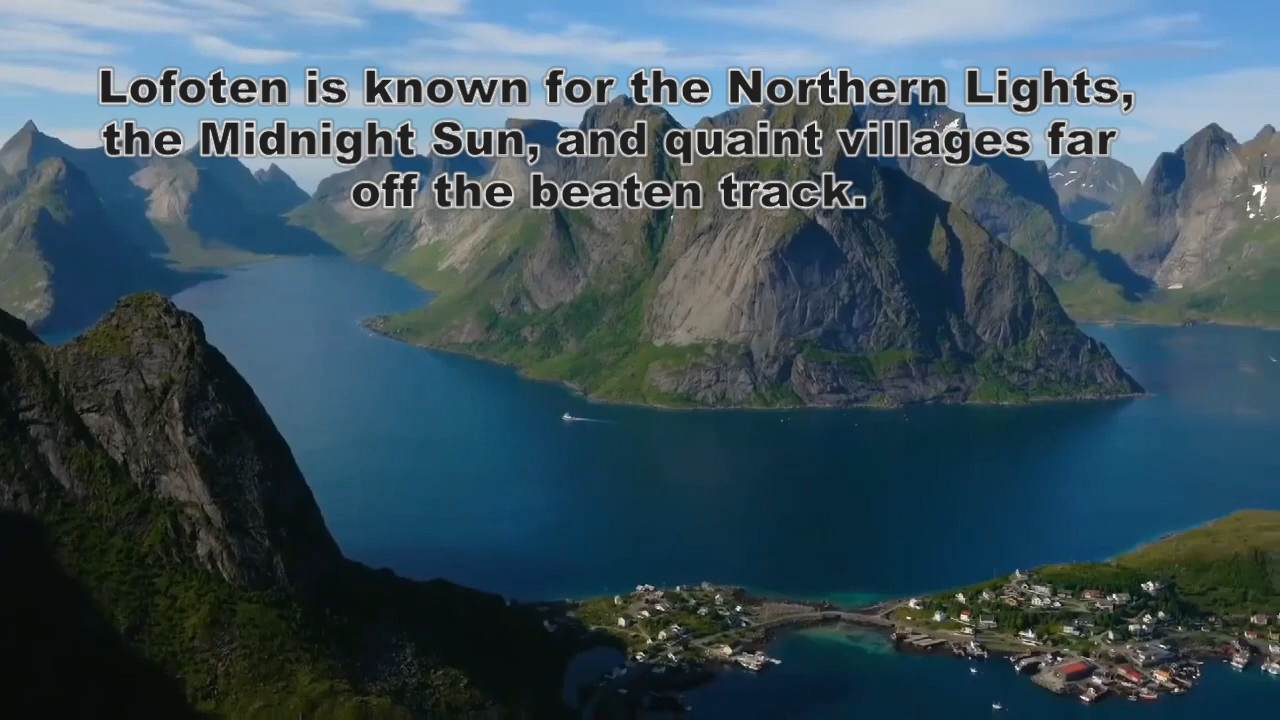 Lofoten is known for the Northern Lights,
the Midnight Sun, and quaint villages far
off the beaten track.